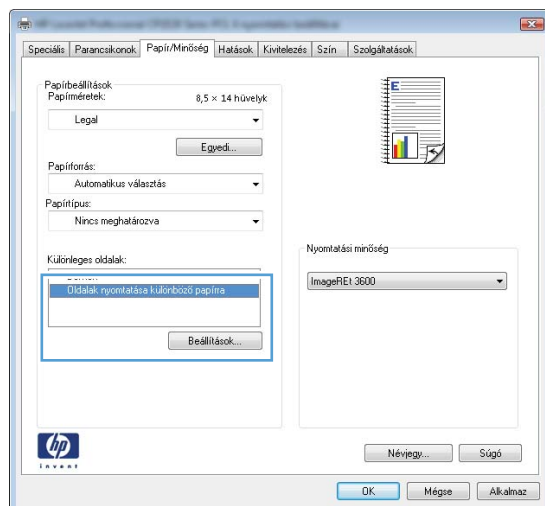 Speciális Parancsikonok Papír/Minőség Hatások Kivitelezés Szín Szolgáltatások
Papírbeállítások
Papírméretek: 8,5 × 14 hüvelyk
Legal
Egyedi...
Papírforrás:
Automatikus választás
Papírtípus:
Nincs meghatározva
Különleges oldalak:
Oldalak nyomtatása különböző papírra
Beállítások...
E
Nyomtatási minőség
ImageREt 3600
hp
invent
Névjegy... Súgó
OK Mégse Alkalmaz